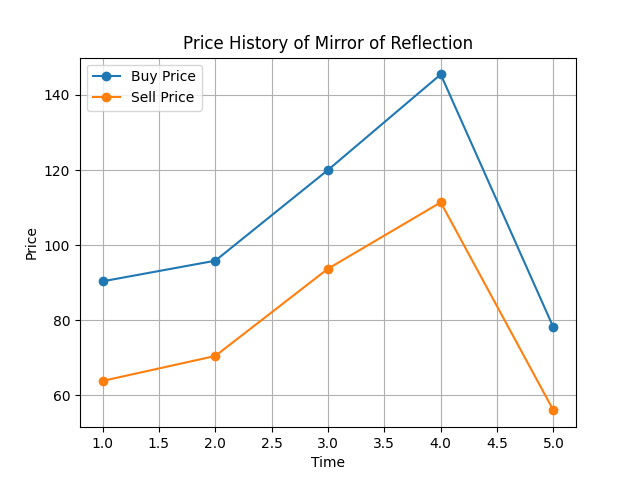 Price History of Mirror of Reflection
Buy Price
Sell Price
Price
140
120
100
80
60
1.0 1.5 2.0 2.5 3.0 3.5 4.0 4.5 5.0
Time